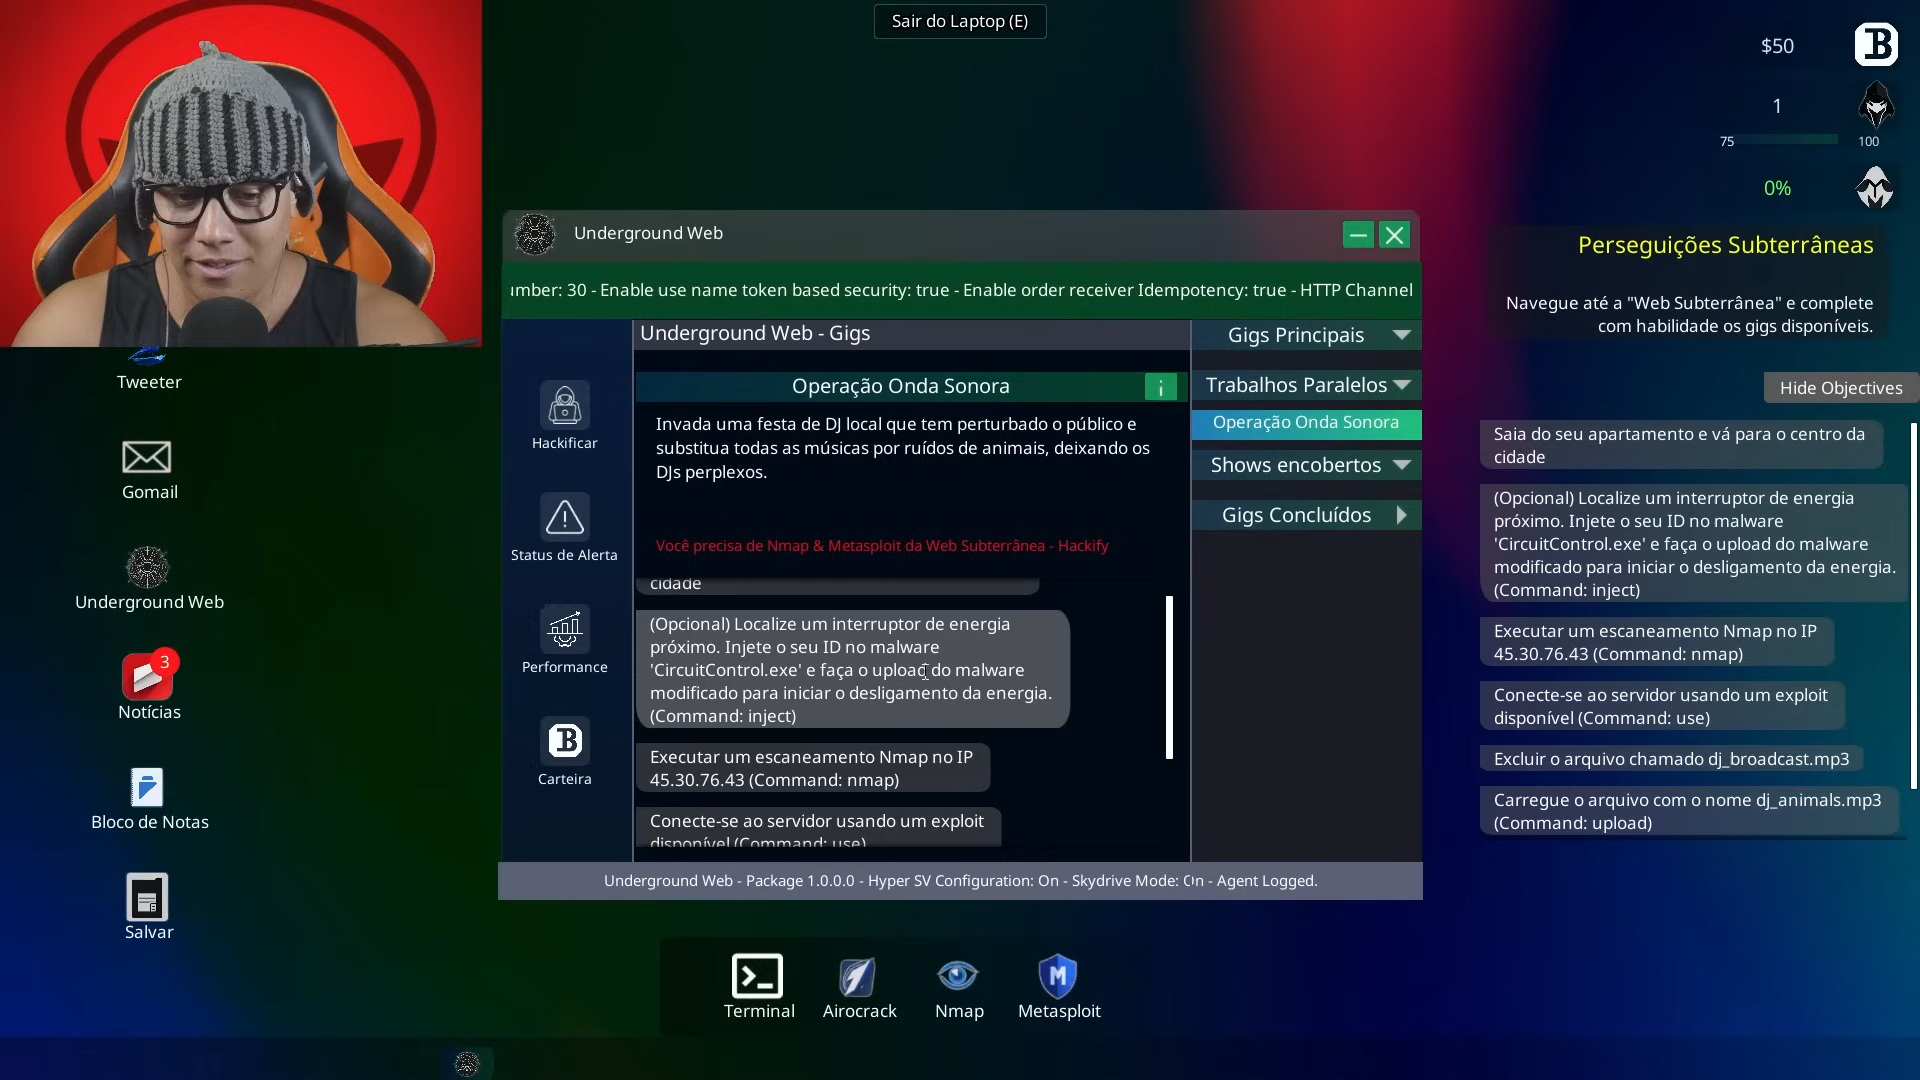 Sair do Laptop (E)
$50
1
75
100
0%
Perseguições Subterrâneas
Navegue até a "Web Subterrânea" e complete
com habilidade os gigs disponíveis.
Hide Objectives
Saia do seu apartamento e vá para o centro da
cidade
(Opcional) Localize um interruptor de energia
próximo. Injete o seu ID no malware
'CircuitControl.exe' e faça o upload do malware
modificado para iniciar o desligamento da energia.
(Command: inject)
Executar um escaneamento Nmap no IP
45.30.76.43 (Command: nmap)
Conecte-se ao servidor usando um exploit
disponível (Command: use)
Excluir o arquivo chamado dj_broadcast.mp3
Carregue o arquivo com o nome dj_animals.mp3
(Command: upload)
Tweeter
Gomail
Underground Web
3
Notícias
Bloco de Notas
Salvar
Underground Web
umber: 30 - Enable use name token based security: true - Enable order receiver Idempotency: true - HTTP Channel
Hackificar
Status de Alerta
Performance
Carteira
Underground Web - Gigs
Operação Onda Sonora
i
Invada uma festa de DJ local que tem perturbado o público e
substitua todas as músicas por ruídos de animais, deixando os
DJs perplexos.
Você precisa de Nmap & Metasploit da Web Subterrânea - Hackify
cidade
(Opcional) Localize um interruptor de energia
próximo. Injete o seu ID no malware
'CircuitControl.exe' e faça o upload do malware
modificado para iniciar o desligamento da energia.
(Command: inject)
Executar um escaneamento Nmap no IP
45.30.76.43 (Command: nmap)
Conecte-se ao servidor usando um exploit
disponível (Command: use)
Gigs Principais
Trabalhos Paralelos
Operação Onda Sonora
Shows encobertos
Gigs Concluídos
Underground Web - Package 1.0.0.0 - Hyper SV Configuration: On - Skydrive Mode: On - Agent Logged.
Terminal
Airocrack
Nmap
M
Metasploit